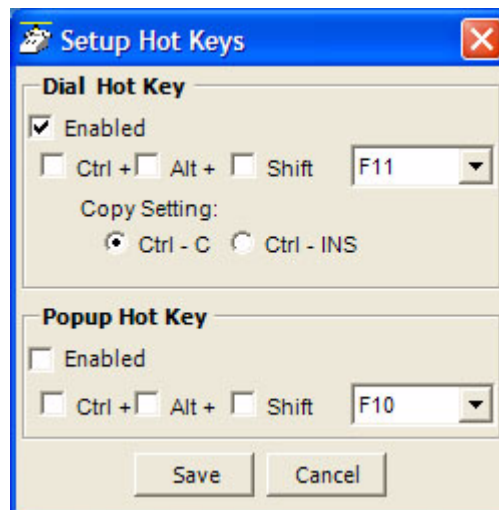 Setup Hot Keys
Dial Hot Key
Enabled
Ctrl + Alt + Shift F11
Copy Setting:
Ctrl - C Ctrl - INS
Popup Hot Key
Enabled
Ctrl + Alt + Shift F10
Save Cancel